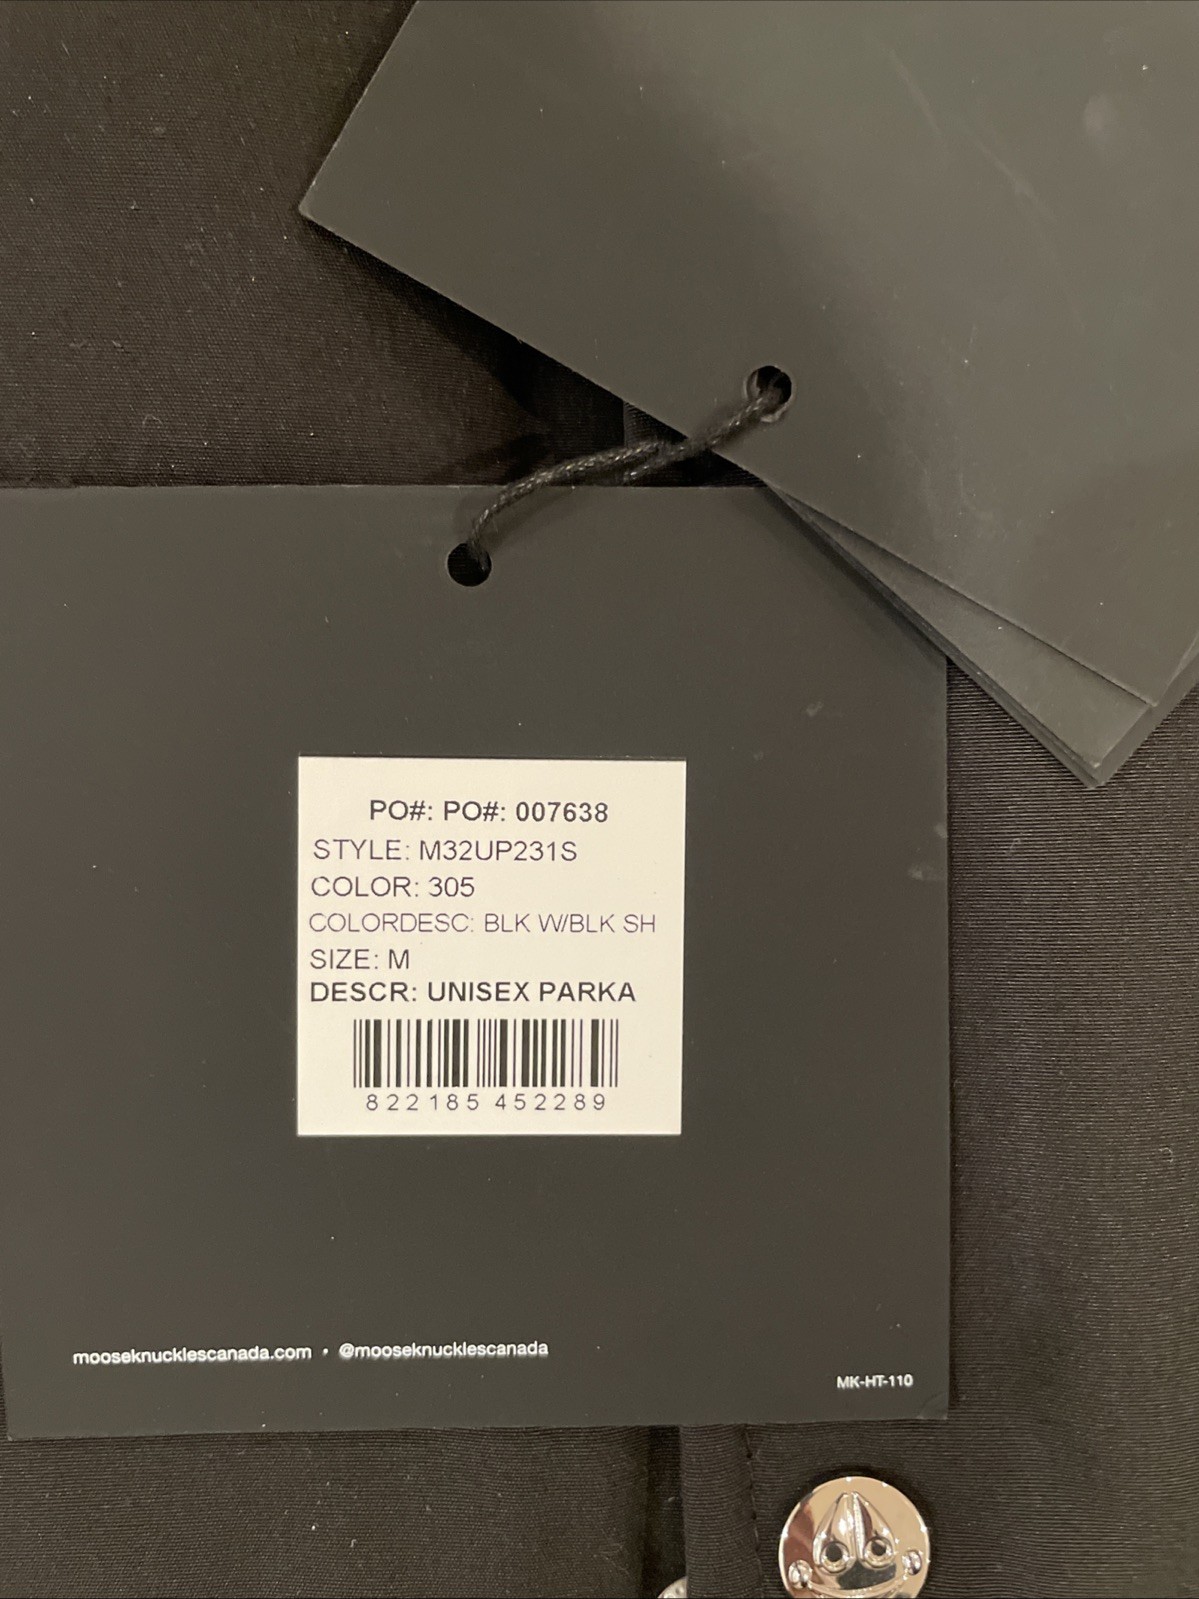 PO#: PO#: 007638
STYLE: M32UP231S
COLOR: 305
COLORDESC: BLK W/BLK SH
SIZE: M
DESCR: UNISEX PARKA
822185 452289
mooseknucklescanada.com • @mooseknucklescanada
MK-HT-110